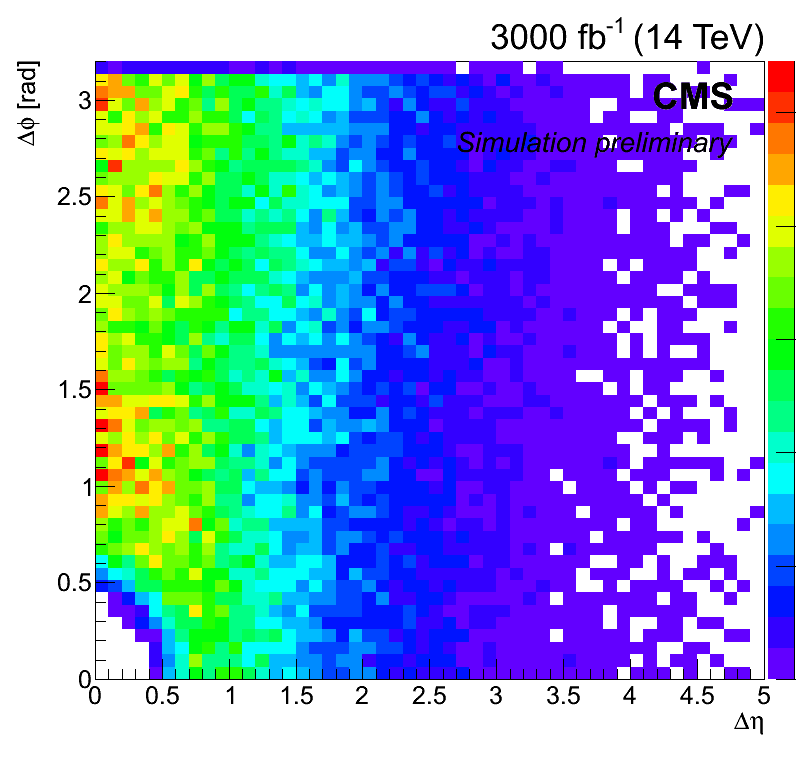 3000 fb-1 (14 TeV)
Δϕ [rad]
CMS
Simulation preliminary
3
2.5
2
1.5
1
0.5
0
0 0.5 1 1.5 2 2.5 3 3.5 4 4.5 5
Δη